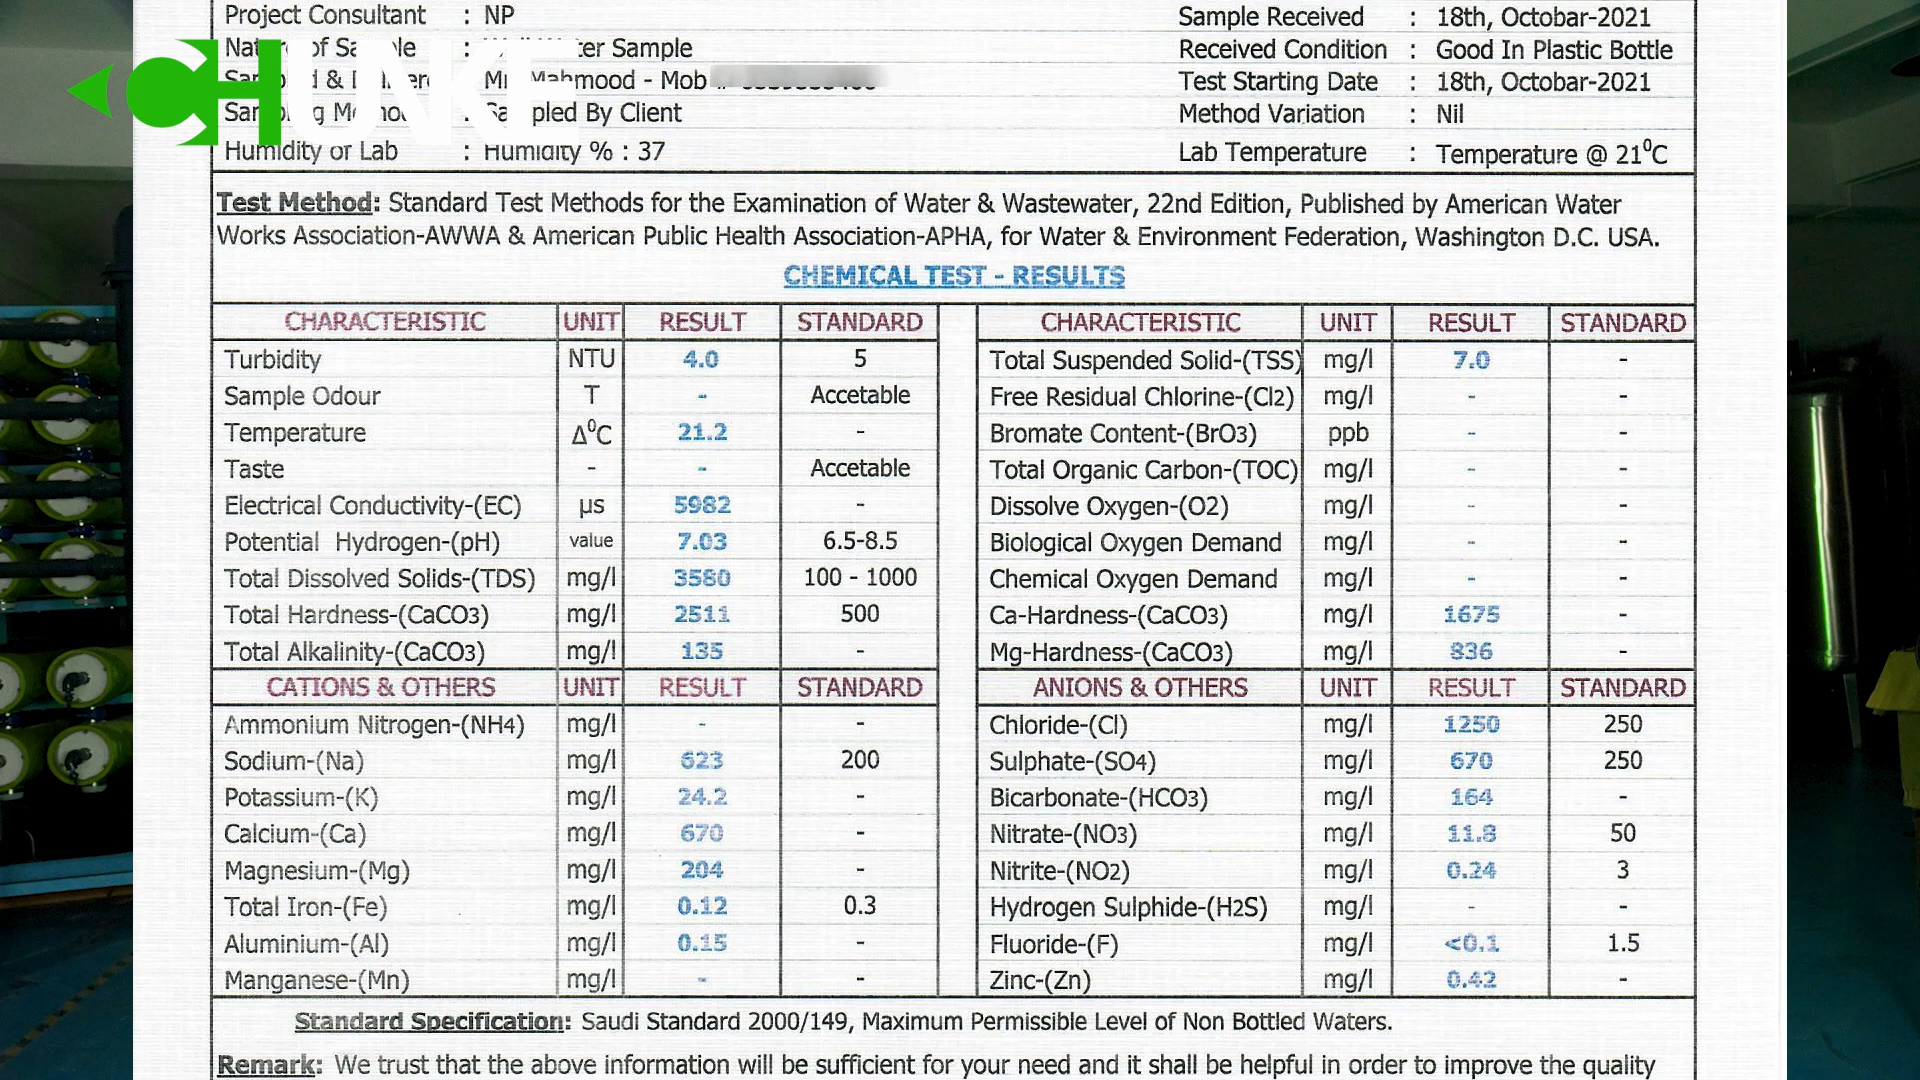 Project Consultant : NP Sample Received : 18th, Octobar-2021
CHUNKE
Nature of Sample : Well Water Sample Received Condition : Good In Plastic Bottle
: Mr Mahmood - Mob Test Starting Date : 18th, Octobar-2021
Sampling Method : Sampled By Client Method Variation : Nil
Humidity of Lab : Humidity % : 37 Lab Temperature : Temperature @ 21⁰C
Test Method: Standard Test Methods for the Examination of Water & Wastewater, 22nd Edition, Published by American Water
Works Association-AWWA & American Public Health Association-APHA, for Water & Environment Federation, Washington D.C. USA.
CHEMICAL TEST - RESULTS
CHARACTERISTIC UNIT RESULT STANDARD CHARACTERISTIC UNIT RESULT STANDARD
Turbidity NTU 4.0 5 Total Suspended Solid-(TSS) mg/l 7.0 -
Sample Odour T - Accetable Free Residual Chlorine-(Cl2) mg/l - -
Temperature Δ⁰C 21.2 - Bromate Content-(BrO3) ppb - -
Taste - - Accetable Total Organic Carbon-(TOC) mg/l - -
Electrical Conductivity-(EC) µs 5982 - Dissolve Oxygen-(O2) mg/l - -
Potential Hydrogen-(pH) value 7.03 6.5-8.5 Biological Oxygen Demand mg/l - -
Total Dissolved Solids-(TDS) mg/l 3580 100 - 1000 Chemical Oxygen Demand mg/l - -
Total Hardness-(CaCO3) mg/l 2511 500 Ca-Hardness-(CaCO3) mg/l 1675 -
Total Alkalinity-(CaCO3) mg/l 135 - Mg-Hardness-(CaCO3) mg/l 836 -
CATIONS & OTHERS UNIT RESULT STANDARD ANIONS & OTHERS UNIT RESULT STANDARD
Ammonium Nitrogen-(NH4) mg/l - - Chloride-(Cl) mg/l 1250 250
Sodium-(Na) mg/l 623 200 Sulphate-(SO4) mg/l 670 250
Potassium-(K) mg/l 24.2 - Bicarbonate-(HCO3) mg/l 164 -
Calcium-(Ca) mg/l 670 - Nitrate-(NO3) mg/l 11.8 50
Magnesium-(Mg) mg/l 204 - Nitrite-(NO2) mg/l 0.24 3
Total Iron-(Fe) mg/l 0.12 0.3 Hydrogen Sulphide-(H2S) mg/l - -
Aluminium-(Al) mg/l 0.15 - Fluoride-(F) mg/l <0.1 1.5
Manganese-(Mn) mg/l - - Zinc-(Zn) mg/l 0.42 -
Standard Specification: Saudi Standard 2000/149, Maximum Permissible Level of Non Bottled Waters.
Remark: We trust that the above information will be sufficient for your need and it shall be helpful in order to improve the quality